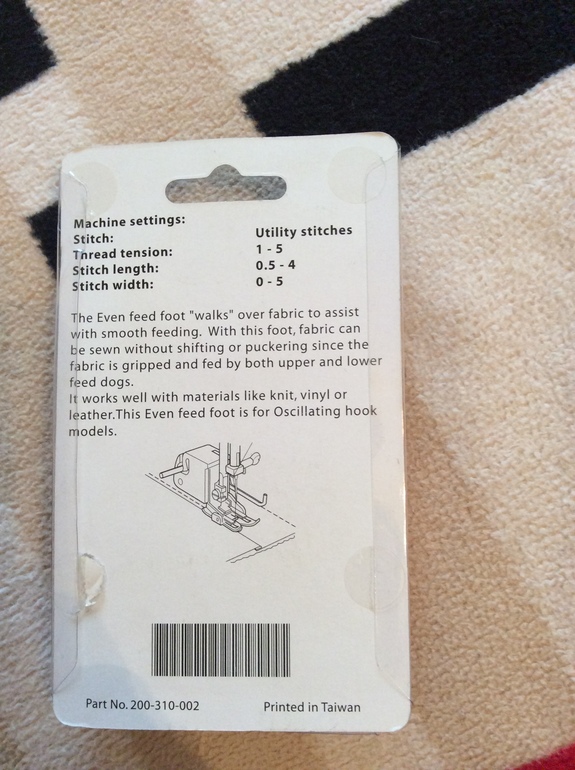 Machine settings:
Stitch: Utility stitches
Thread tension: 1 - 5
Stitch length: 0.5 - 4
Stitch width: 0 - 5
The Even feed foot "walks" over fabric to assist
with smooth feeding. With this foot, fabric can
be sewn without shifting or puckering since the
fabric is gripped and fed by both upper and lower
feed dogs.
It works well with materials like knit, vinyl or
leather.This Even feed foot is for Oscillating hook
models.
Part No. 200-310-002 Printed in Taiwan